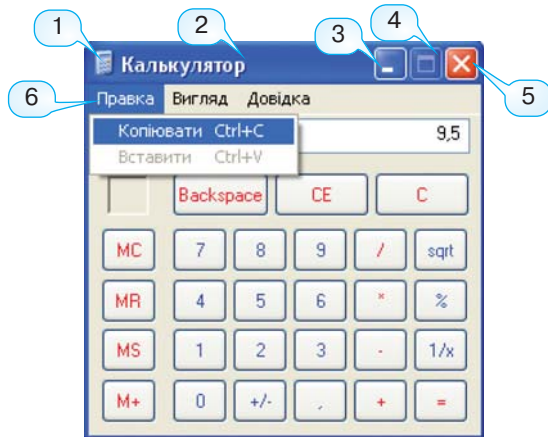 1
2
3
4
Калькулятор
5
6
Правка Вигляд Довідка
Копіювати Ctrl+C
9,5
Вставити Ctrl+V
Backspace CE C
MC 7 8 9 / sqrt
MR 4 5 6 * %
MS 1 2 3 - 1/x
M+ 0 +/- , + =